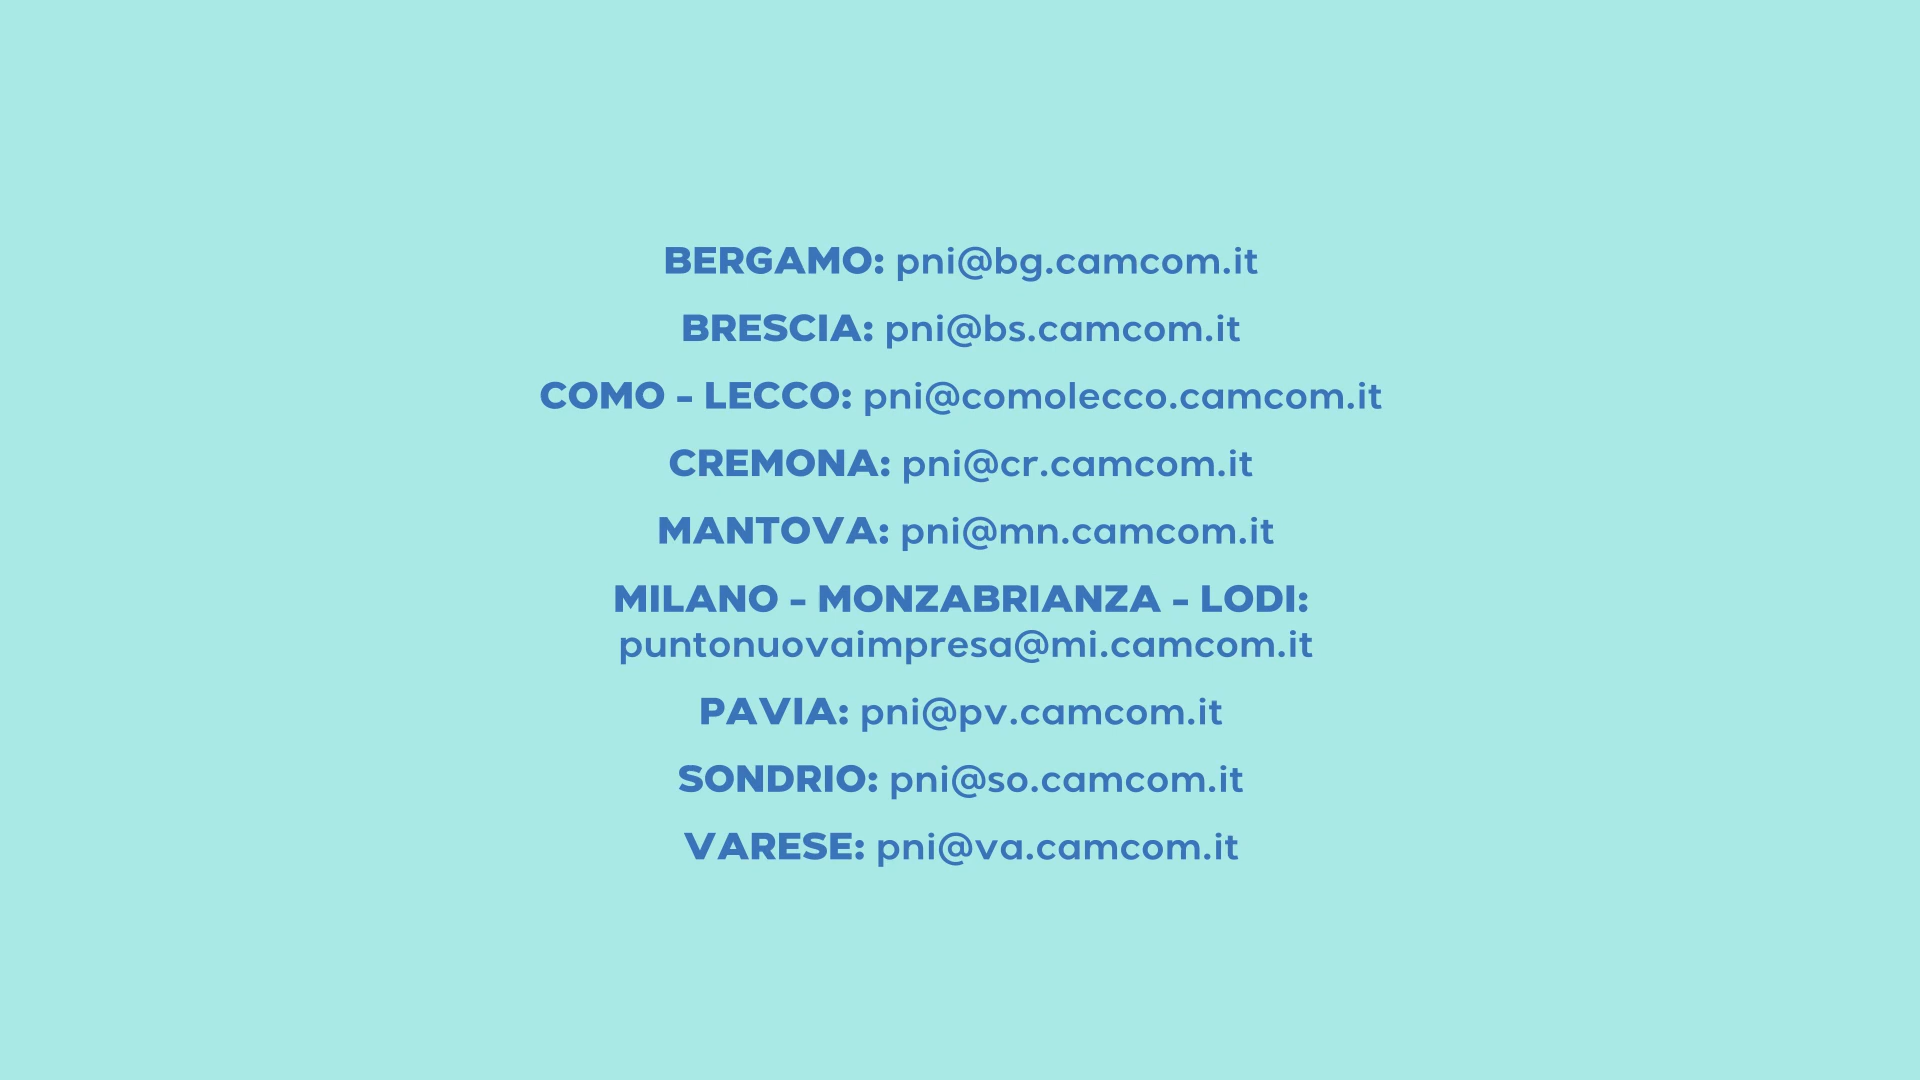 BERGAMO: pni@bg.camcom.it
BRESCIA: pni@bs.camcom.it
COMO - LECCO: pni@comolecco.camcom.it
CREMONA: pni@cr.camcom.it
MANTOVA: pni@mn.camcom.it
MILANO - MONZABRIANZA - LODI:
puntonuovaimpresa@mi.camcom.it
PAVIA: pni@pv.camcom.it
SONDRIO: pni@so.camcom.it
VARESE: pni@va.camcom.it